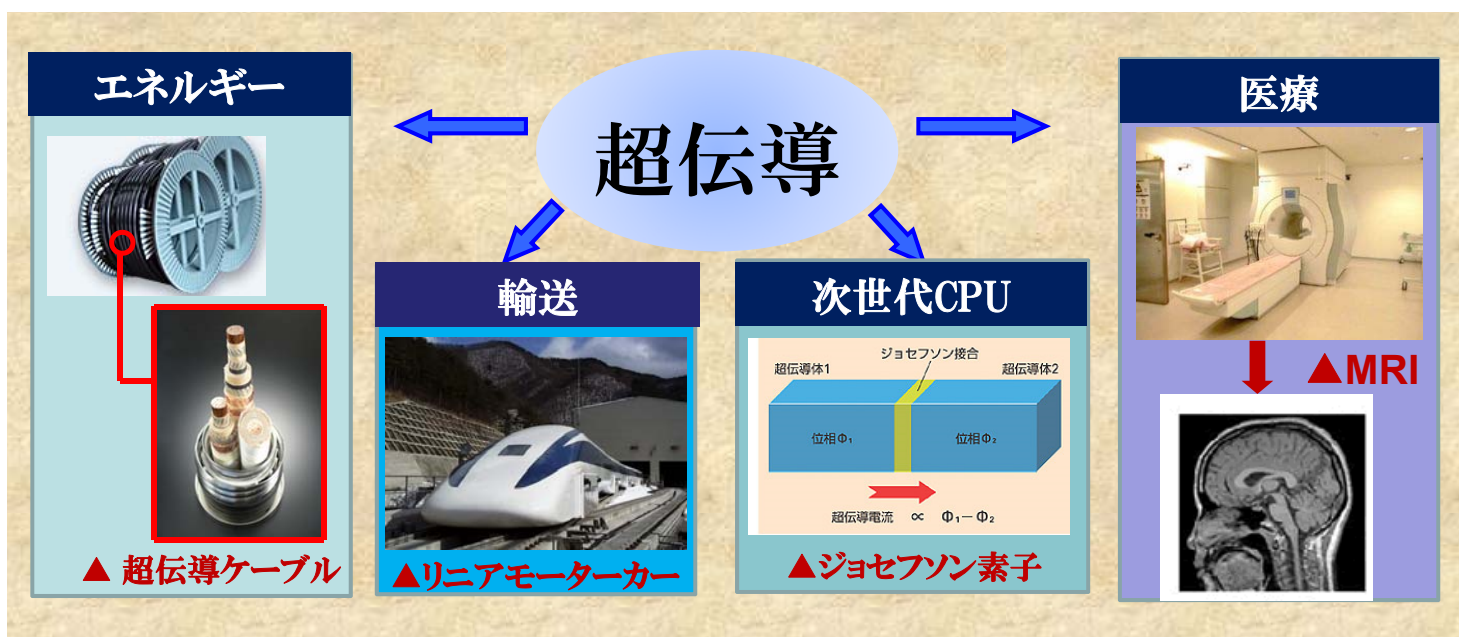 超伝導
エネルギー
▲ 超伝導ケーブル
輸送
▲リニアモーターカー
次世代CPU
ジョセフソン接合
超伝導体1
超伝導体2
位相Φ₁
位相Φ₂
超伝導電流 ∝ Φ₁－Φ₂
▲ジョセフソン素子
医療
▲MRI